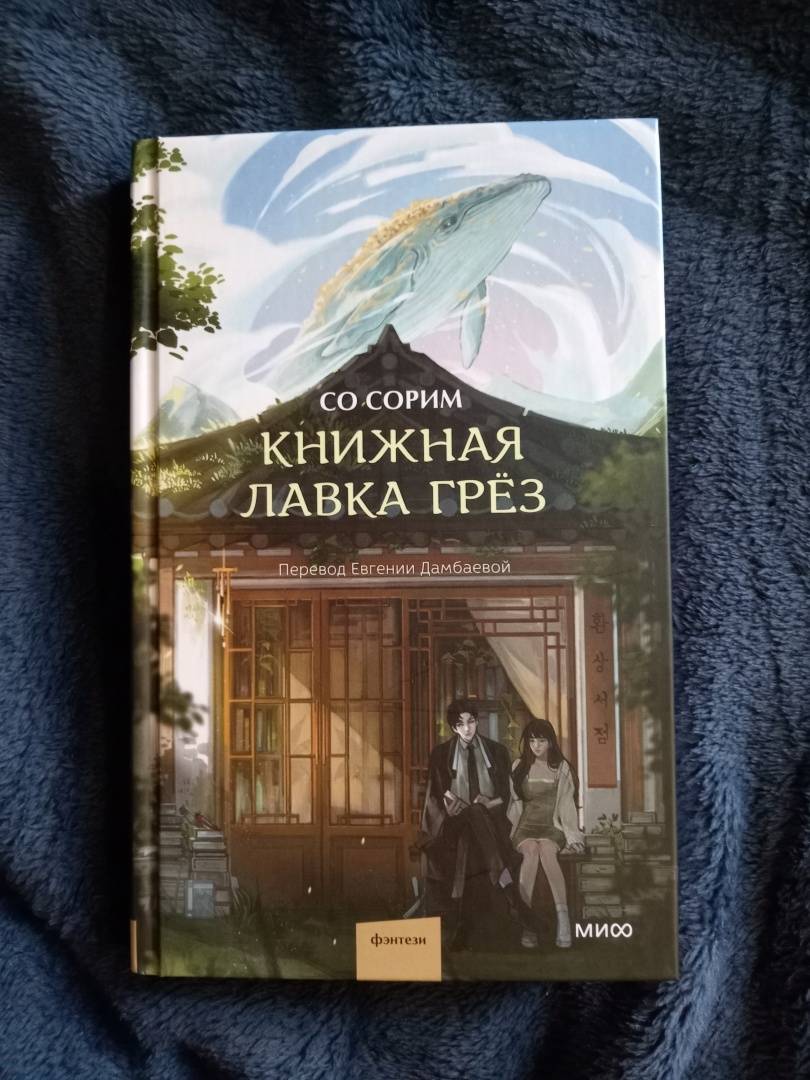 СО СОРИМ
КНИЖНАЯ
ЛАВКА ГРЁЗ
Перевод Евгении Дамбаевой
환
상
서
점
фэнтези
МИФ